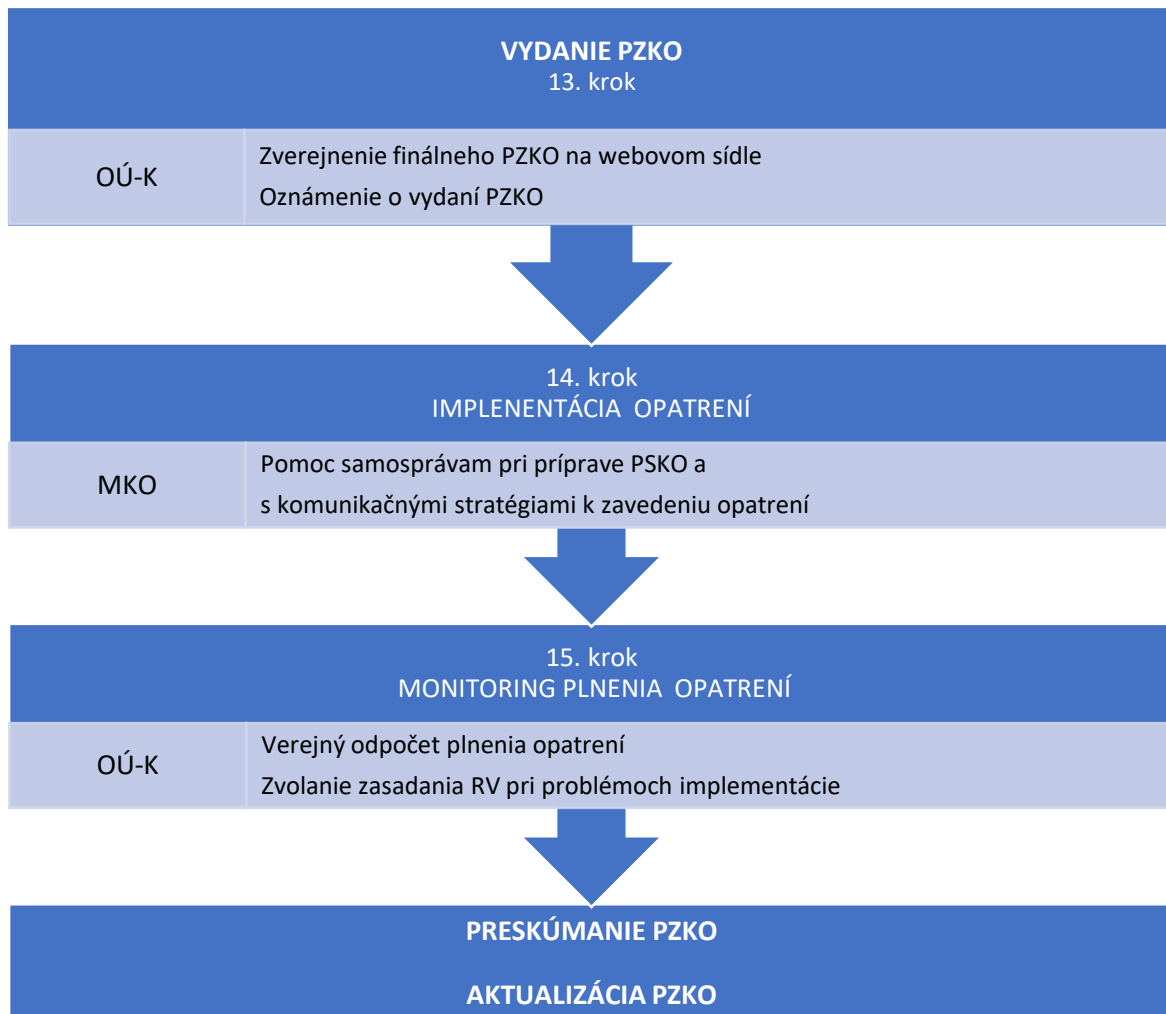 VYDANIE PZKO
13. krok
OÚ-K
Zverejnenie finálneho PZKO na webovom sídle
Oznámenie o vydaní PZKO
14. krok
IMPLENENTÁCIA OPATRENÍ
MKO
Pomoc samosprávam pri príprave PSKO a
s komunikačnými stratégiami k zavedeniu opatrení
15. krok
MONITORING PLNENIA OPATRENÍ
OÚ-K
Verejný odpočet plnenia opatrení
Zvolanie zasadania RV pri problémoch implementácie
PRESKÚMANIE PZKO
AKTUALIZÁCIA PZKO